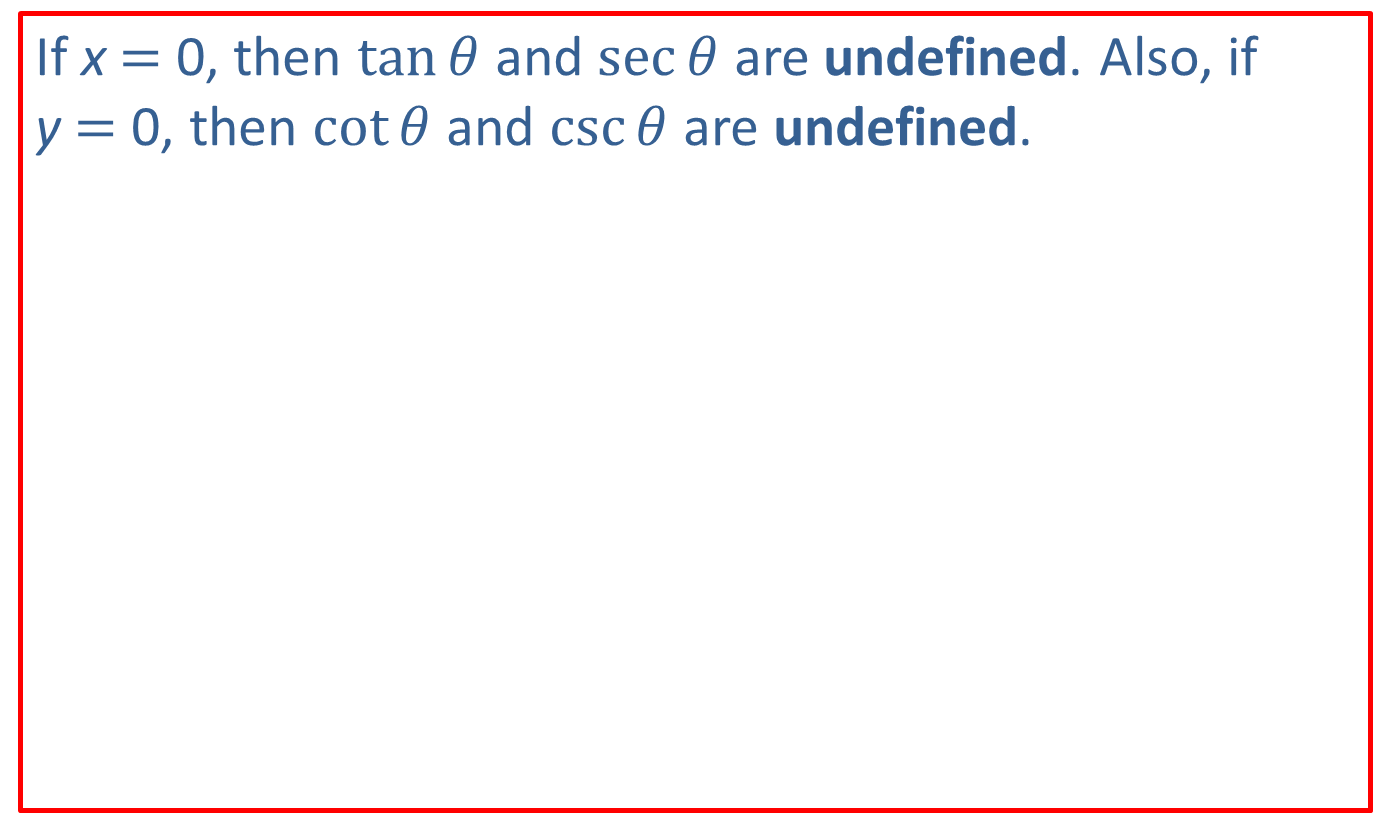 If x = 0, then tan θ and sec θ are undefined. Also, if
y = 0, then cot θ and csc θ are undefined.